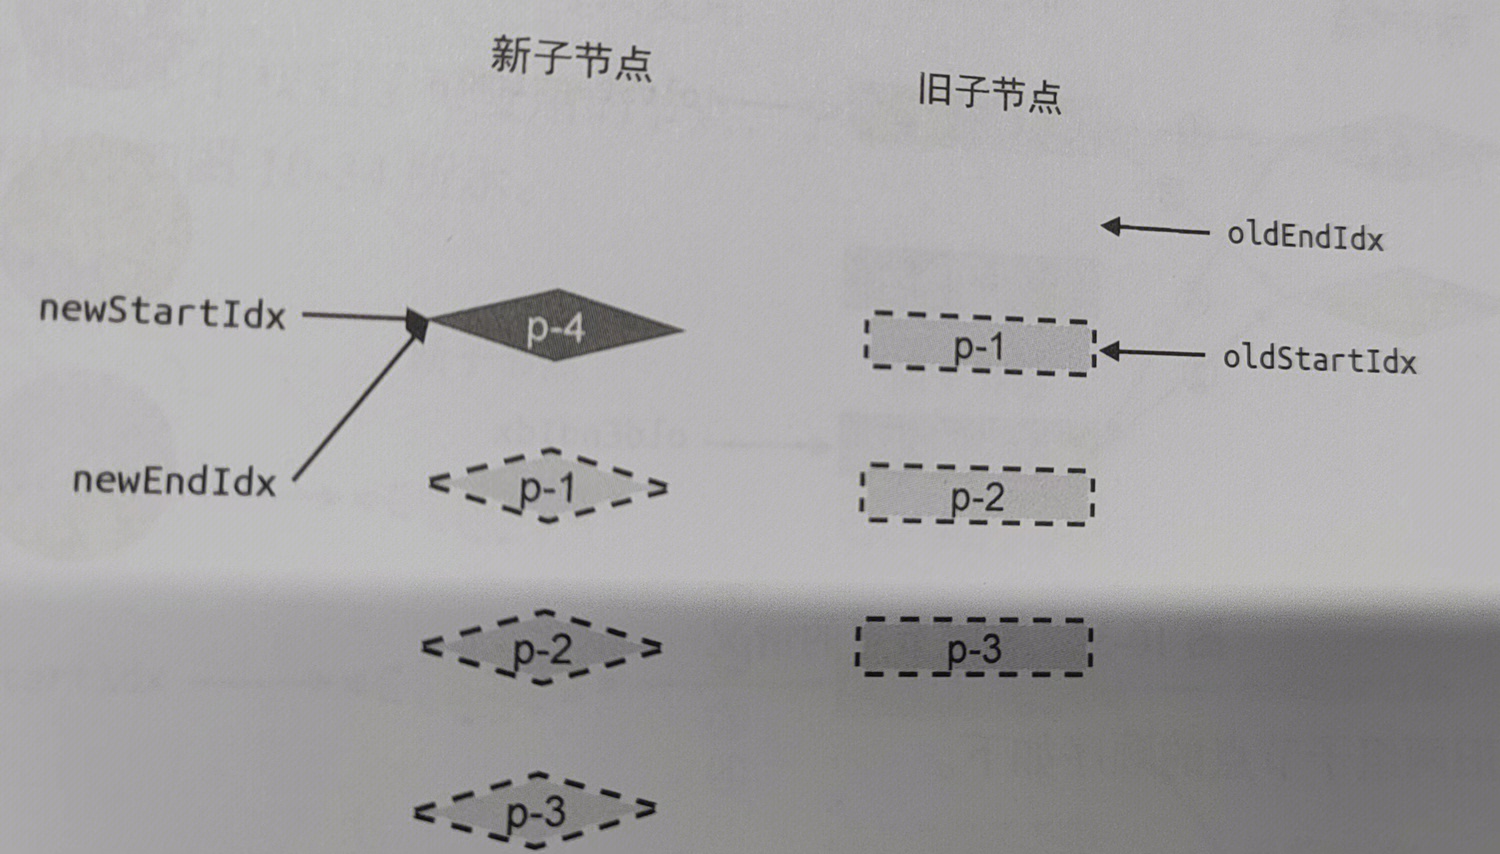 新子节点
旧子节点
oldEndIdx
newStartIdx
p-4
p-1
oldStartIdx
newEndIdx
p-1
p-2
p-2
p-3
p-3